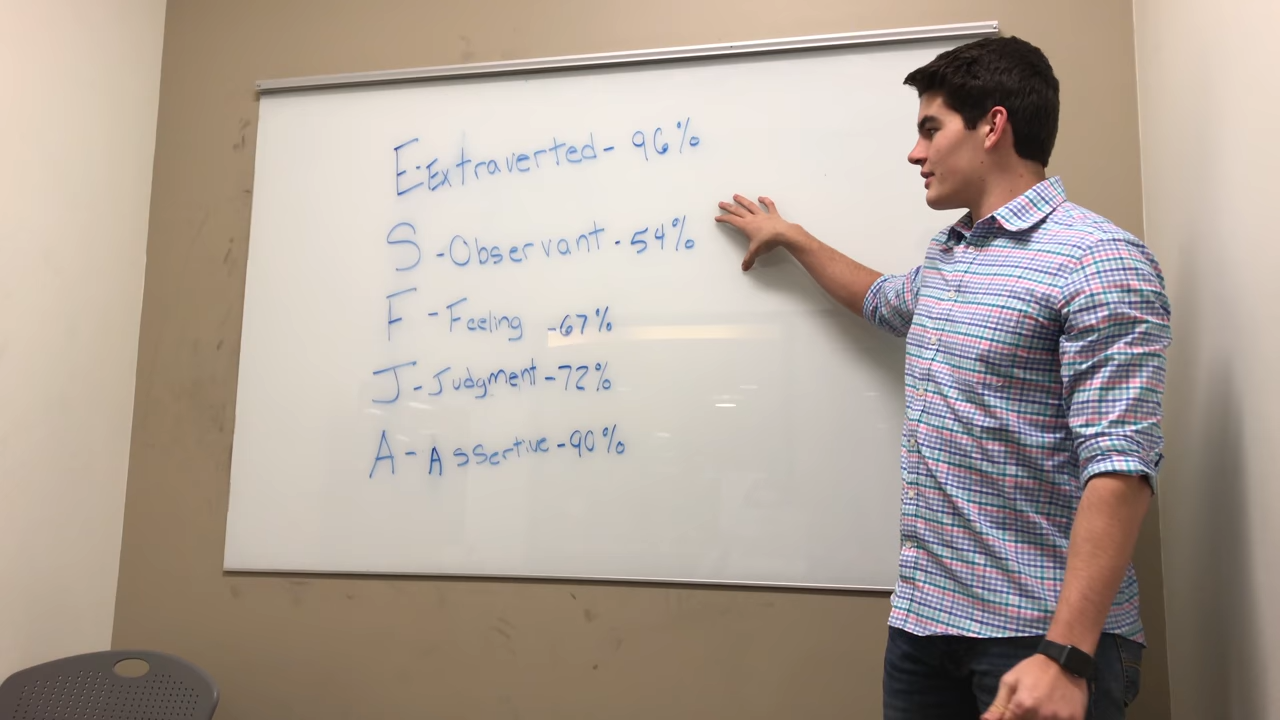 E-Extraverted- 96%
S -Observant - 54%
F - Feeling -67%
J - Judgment -72%
A - Assertive -90%